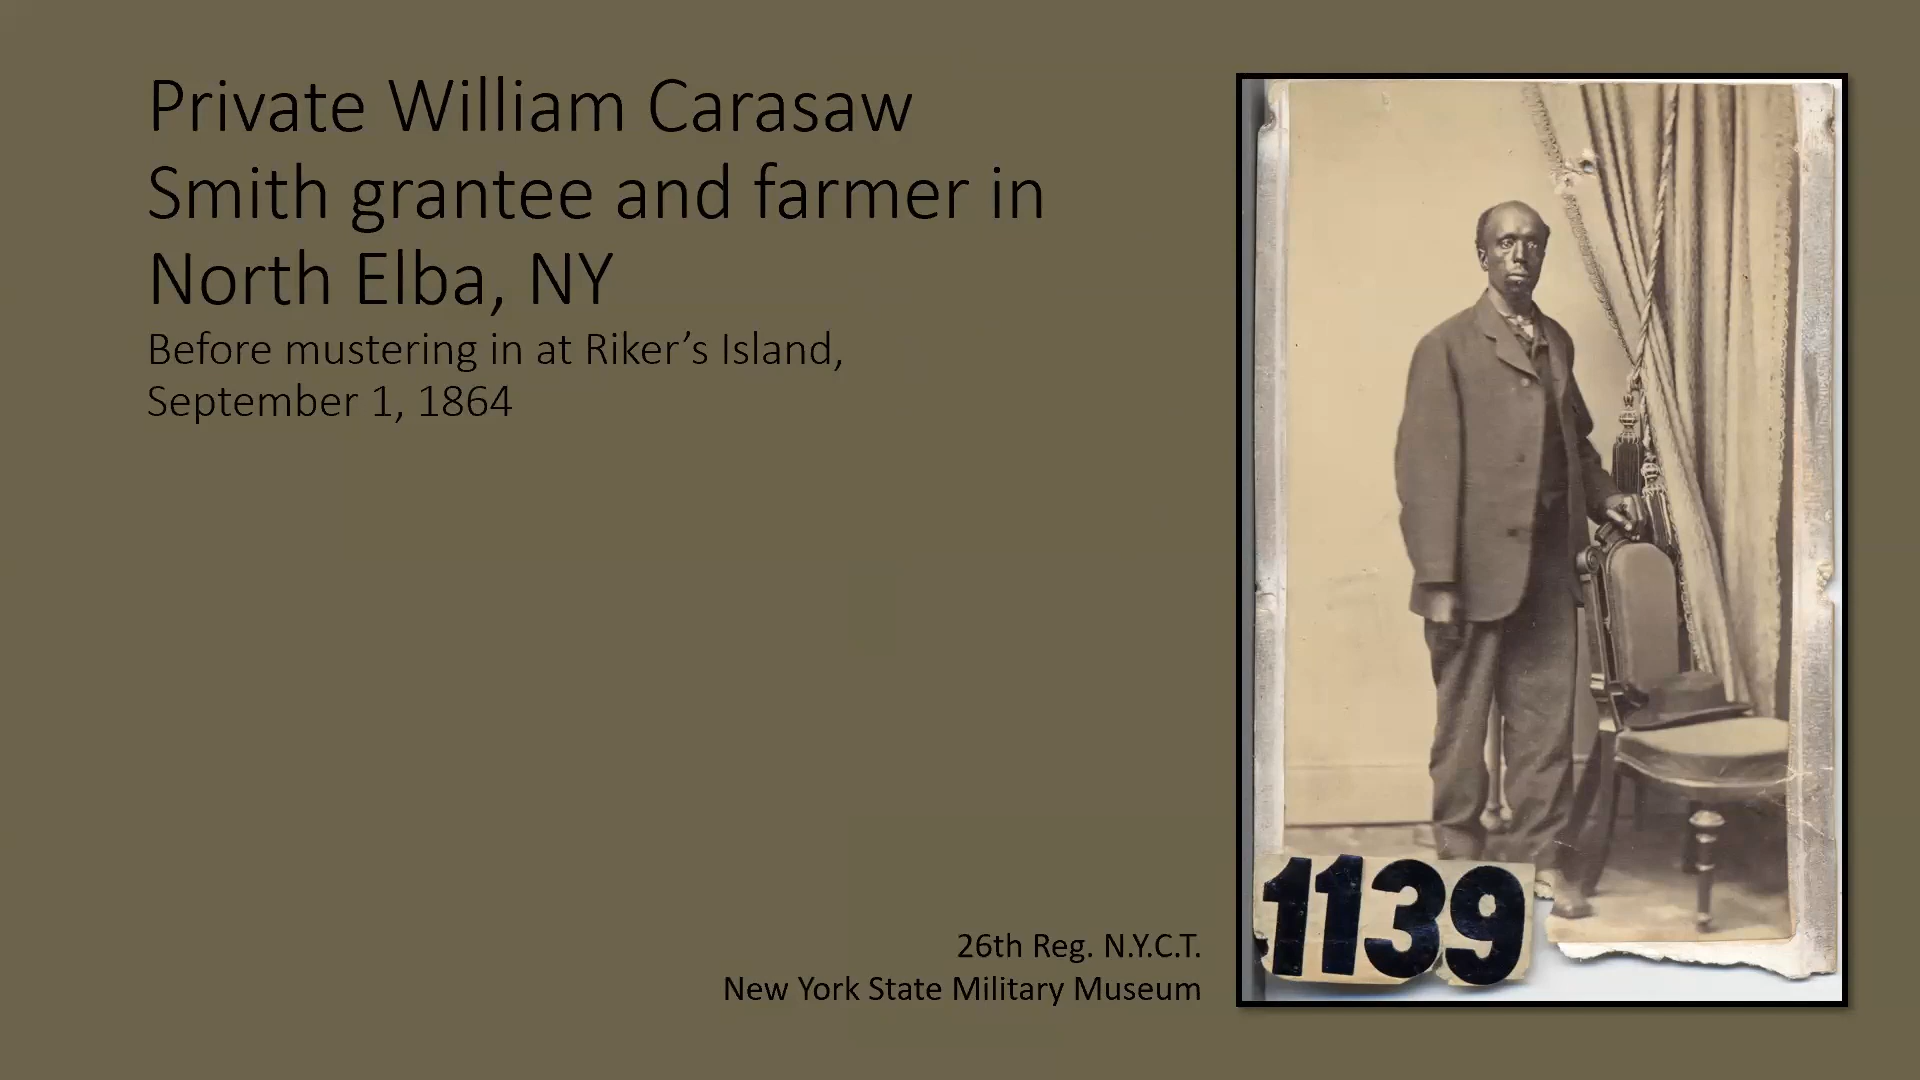 Private William Carasaw
Smith grantee and farmer in
North Elba, NY
Before mustering in at Riker’s Island,
September 1, 1864
26th Reg. N.Y.C.T.
New York State Military Museum
1139